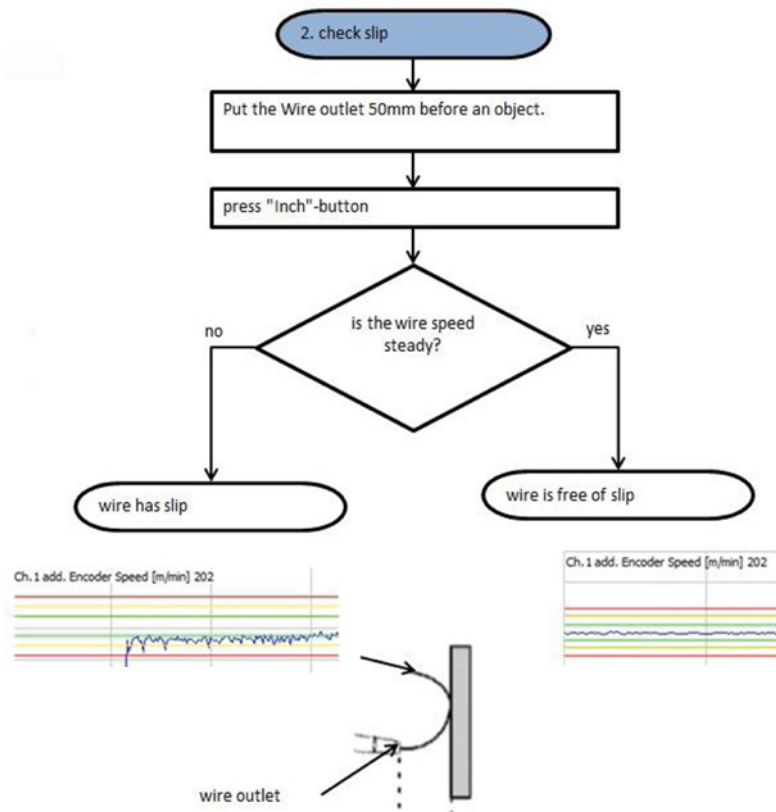 2. check slip
Put the Wire outlet 50mm before an object.
press "Inch"-button
is the wire speed
steady?
no
yes
wire has slip
wire is free of slip
Ch.1 add. Encoder Speed [m/min] 202
Ch.1 add. Encoder Speed [m/min] 202
wire outlet